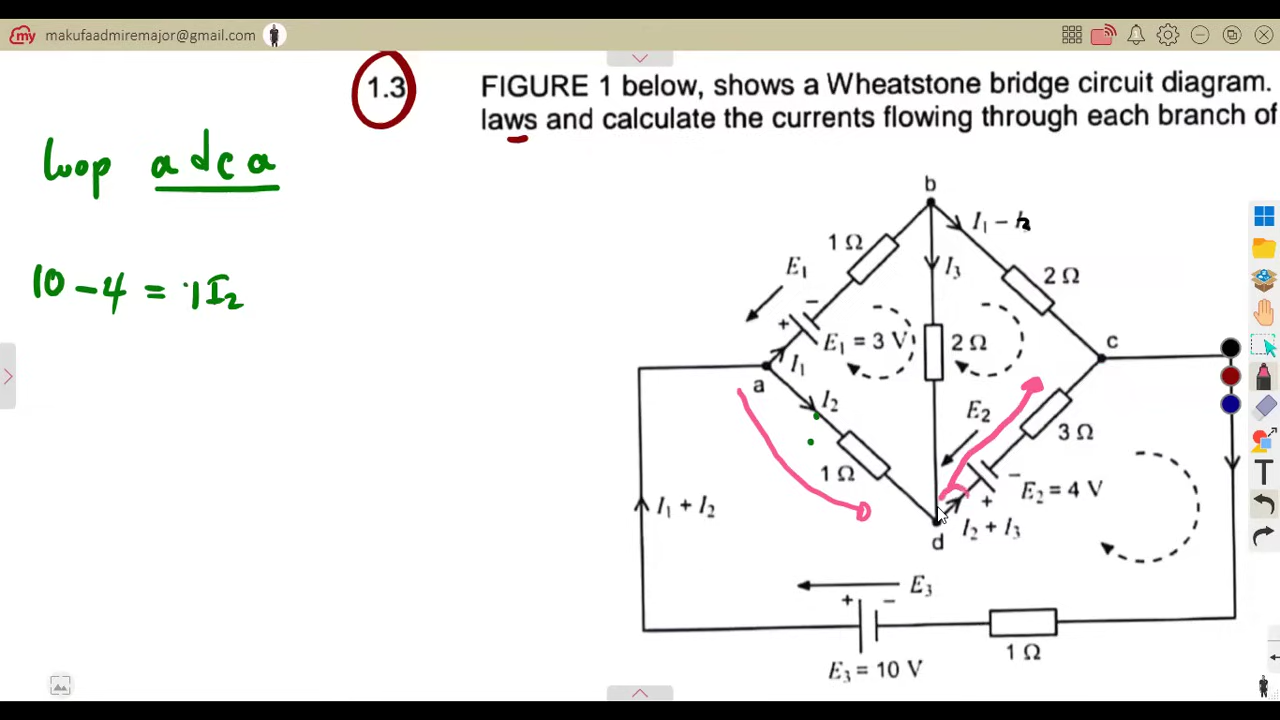 my makufaadmiremajor@gmail.com
1.3
FIGURE 1 below, shows a Wheatstone bridge circuit diagram.
laws and calculate the currents flowing through each branch of
loop adca
10 - 4 = 1I₂
b
I₁ - I₃
1 Ω
E₁
I₃
2 Ω
+ −
E₁ = 3 V
2 Ω
c
I₁
a
I₂
E₂
3 Ω
1 Ω
−
E₂ = 4 V
+
I₁ + I₂
I₂ + I₃
d
E₃
+ −
1 Ω
E₃ = 10 V
T